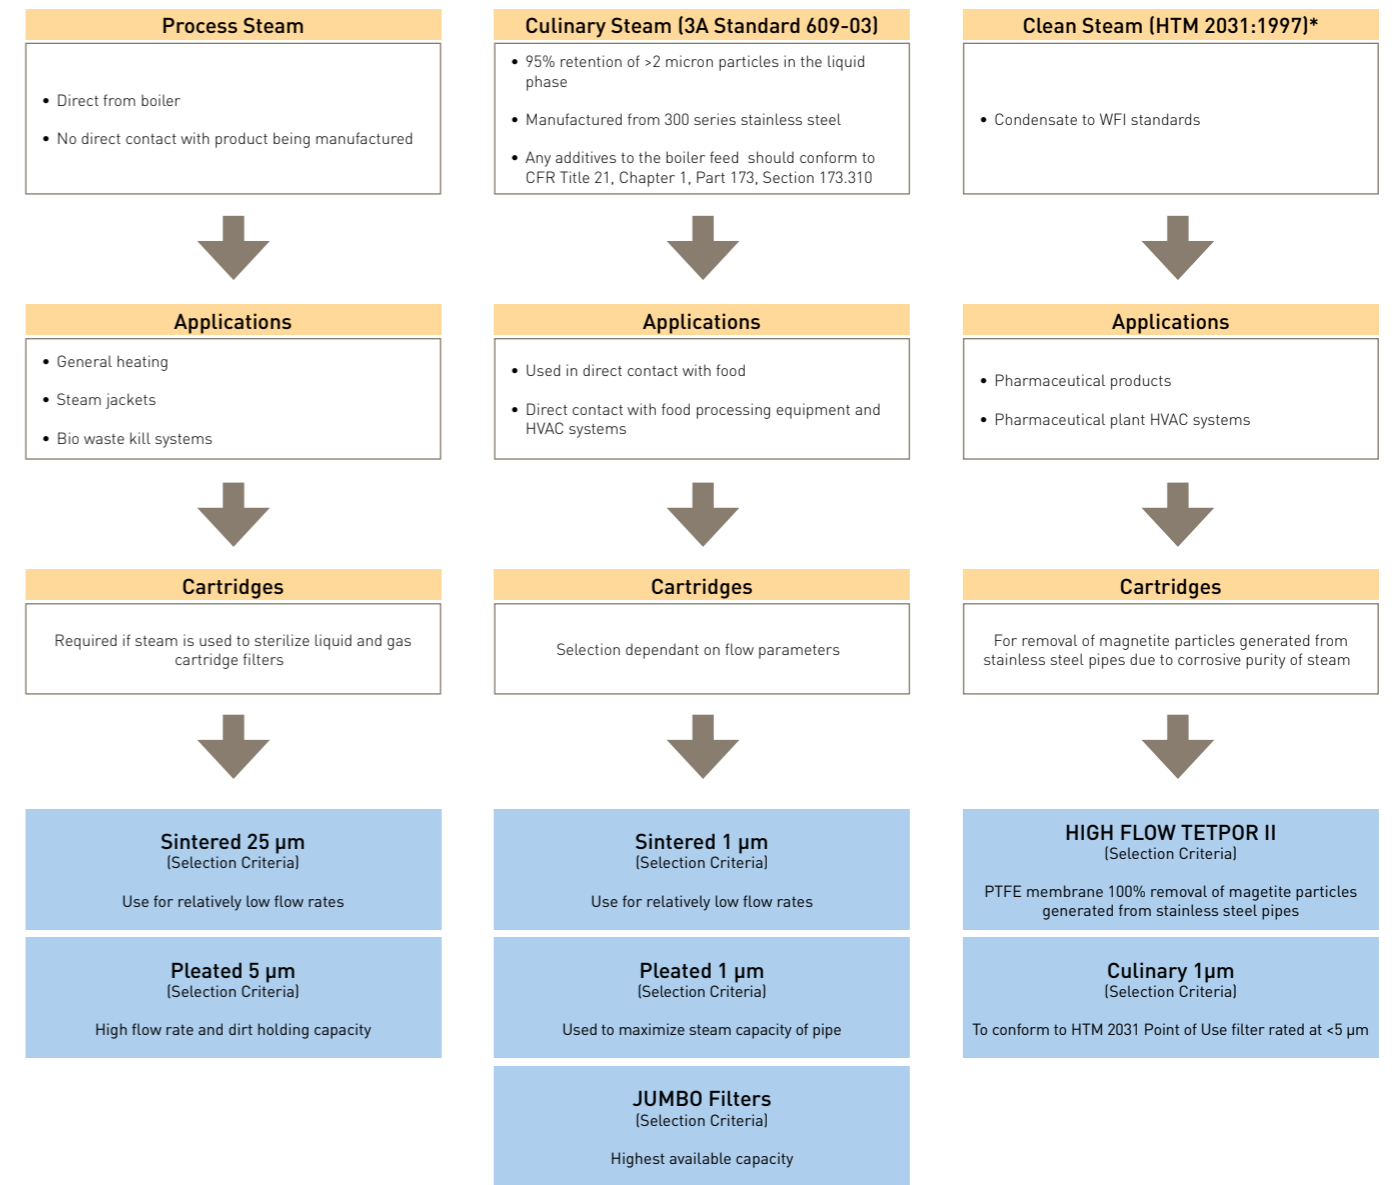 Process Steam
• Direct from boiler
• No direct contact with product being manufactured
Applications
• General heating
• Steam jackets
• Bio waste kill systems
Cartridges
Required if steam is used to sterilize liquid and gas
cartridge filters
Sintered 25 µm
(Selection Criteria)
Use for relatively low flow rates
Pleated 5 µm
(Selection Criteria)
High flow rate and dirt holding capacity
Culinary Steam (3A Standard 609-03)
• 95% retention of >2 micron particles in the liquid
phase
• Manufactured from 300 series stainless steel
• Any additives to the boiler feed should conform to
CFR Title 21, Chapter 1, Part 173, Section 173.310
Applications
• Used in direct contact with food
• Direct contact with food processing equipment and
HVAC systems
Cartridges
Selection dependant on flow parameters
Sintered 1 µm
(Selection Criteria)
Use for relatively low flow rates
Pleated 1 µm
(Selection Criteria)
Used to maximize steam capacity of pipe
JUMBO Filters
(Selection Criteria)
Highest available capacity
Clean Steam (HTM 2031:1997)*
• Condensate to WFI standards
Applications
• Pharmaceutical products
• Pharmaceutical plant HVAC systems
Cartridges
For removal of magnetite particles generated from
stainless steel pipes due to corrosive purity of steam
HIGH FLOW TETPOR II
(Selection Criteria)
PTFE membrane 100% removal of magetite particles
generated from stainless steel pipes
Culinary 1µm
(Selection Criteria)
To conform to HTM 2031 Point of Use filter rated at <5 µm